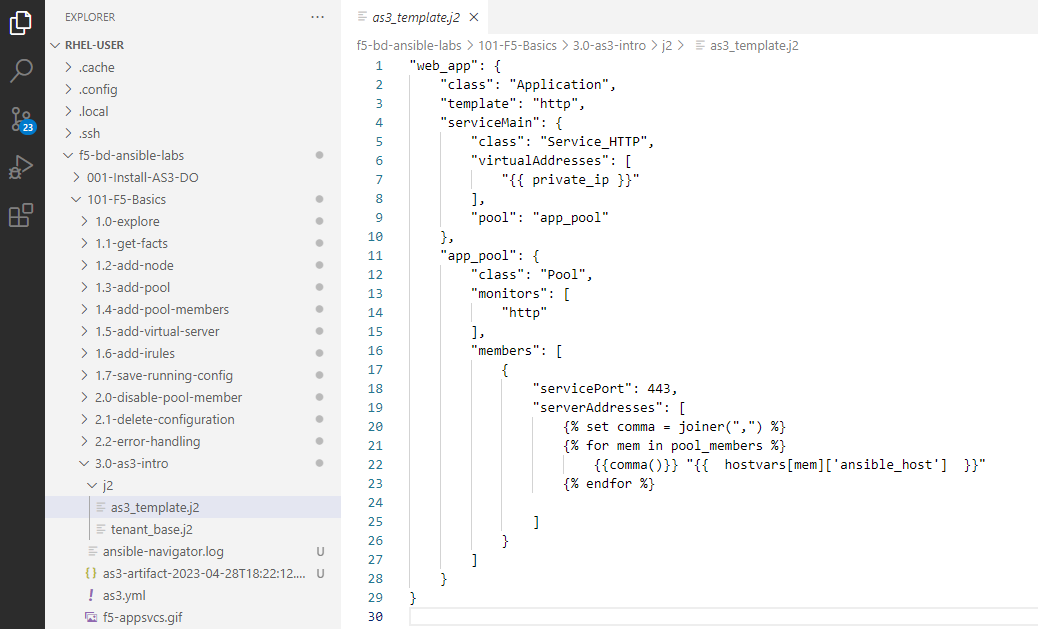 EXPLORER
...
RHEL-USER
.cache
.config
.local
.ssh
f5-bd-ansible-labs
001-Install-AS3-DO
101-F5-Basics
1.0-explore
1.1-get-facts
1.2-add-node
1.3-add-pool
1.4-add-pool-members
1.5-add-virtual-server
1.6-add-irules
1.7-save-running-config
2.0-disable-pool-member
2.1-delete-configuration
2.2-error-handling
3.0-as3-intro
j2
as3_template.j2
tenant_base.j2
ansible-navigator.log U
{} as3-artifact-2023-04-28T18:22:12.... U
! as3.yml
f5-appsvcs.gif
23
as3_template.j2 ×
f5-bd-ansible-labs > 101-F5-Basics > 3.0-as3-intro > j2 > as3_template.j2
1 "web_app": {
2 "class": "Application",
3 "template": "http",
4 "serviceMain": {
5 "class": "Service_HTTP",
6 "virtualAddresses": [
7 "{{ private_ip }}"
8 ],
9 "pool": "app_pool"
10 },
11 "app_pool": {
12 "class": "Pool",
13 "monitors": [
14 "http"
15 ],
16 "members": [
17 {
18 "servicePort": 443,
19 "serverAddresses": [
20 {% set comma = joiner(",") %}
21 {% for mem in pool_members %}
22 {{comma()}} "{{  hostvars[mem]['ansible_host']  }}"
23 {% endfor %}
24
25 ]
26 }
27 ]
28 }
29 }
30